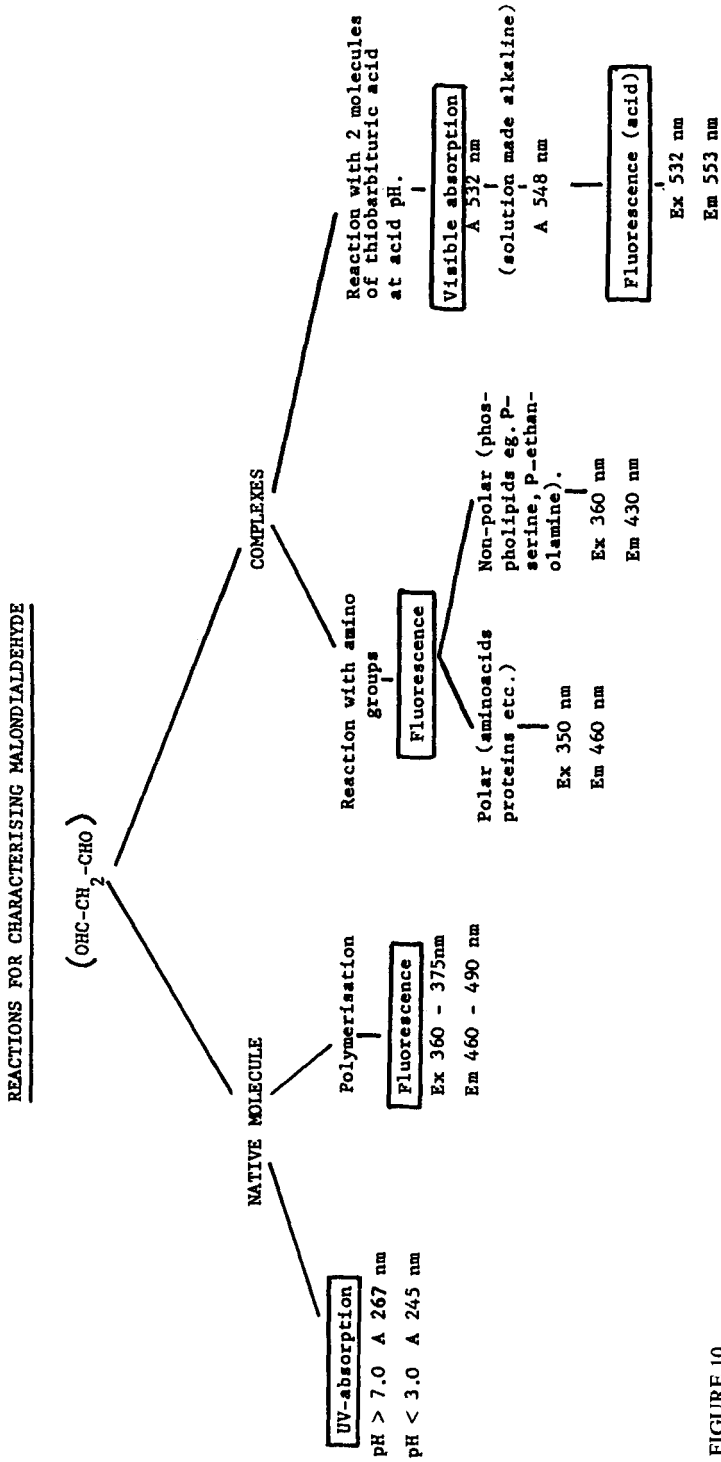 REACTIONS FOR CHARACTERISING MALONDIALDEHYDE
(OHC-CH2-CHO)
NATIVE MOLECULE
COMPLEXES
UV-absorption
pH > 7.0 A 267 nm
pH < 3.0 A 245 nm
Polymerisation
Fluorescence
Ex 360 - 375nm
Em 460 - 490 nm
Reaction with amino
groups
Fluorescence
Polar (aminoacids
proteins etc.)
Ex 350 nm
Em 460 nm
Non-polar (phos-
pholipids eg. P-
serine, P-ethan-
olamine).
Ex 360 nm
Em 430 nm
Reaction with 2 molecules
of thiobarbituric acid
at acid pH.
Visible absorption
A 532 nm
(solution made alkaline)
A 548 nm
Fluorescence (acid)
Ex 532 nm
Em 553 nm
FIGURE 10